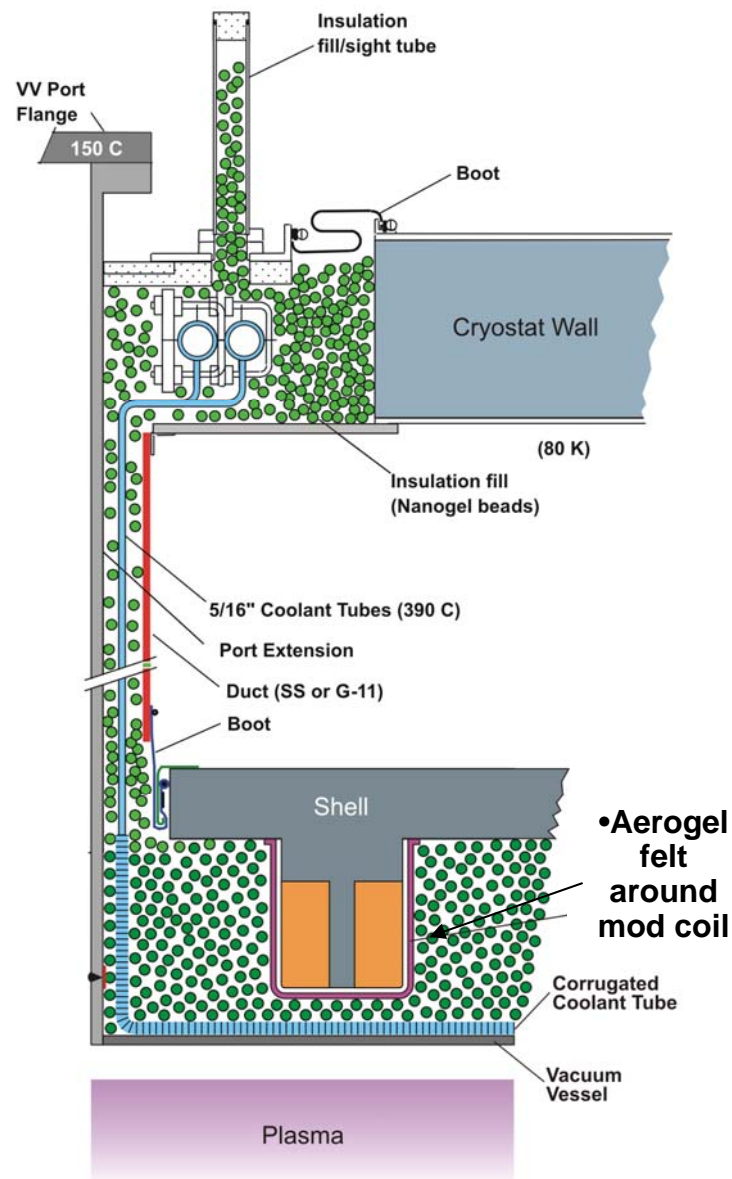 Insulation
fill/sight tube
VV Port
Flange
150 C
Boot
Cryostat Wall
(80 K)
Insulation fill
(Nanogel beads)
5/16" Coolant Tubes (390 C)
Port Extension
Duct (SS or G-11)
Boot
Shell
•Aerogel
felt
around
mod coil
Corrugated
Coolant Tube
Vacuum
Vessel
Plasma